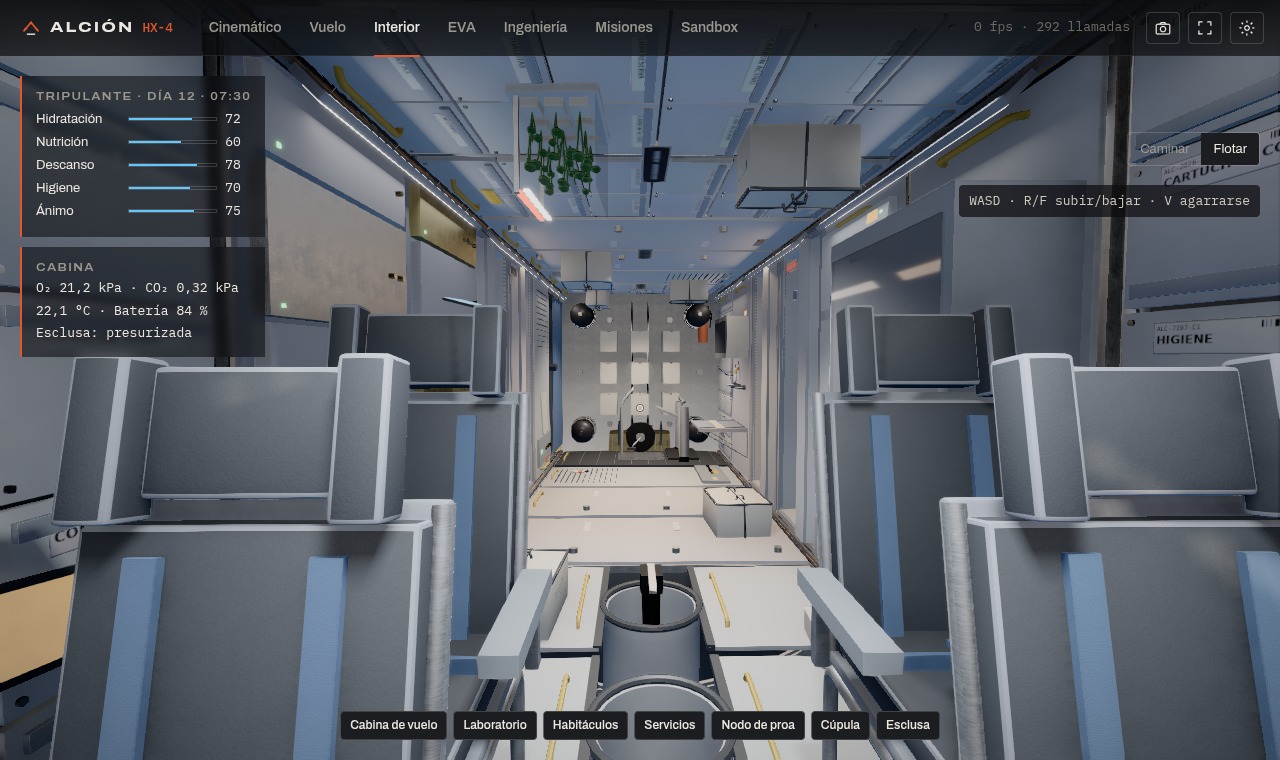 ALCIÓN HX-4
Cinemático Vuelo Interior EVA Ingeniería Misiones Sandbox
0 fps · 292 llamadas
TRIPULANTE · DÍA 12 · 07:30
Hidratación 72
Nutrición 60
Descanso 78
Higiene 70
Ánimo 75
CABINA
O₂ 21,2 kPa · CO₂ 0,32 kPa
22,1 °C · Batería 84 %
Esclusa: presurizada
Caminar Flotar
WASD · R/F subir/bajar · V agarrarse
HIGIENE
Cabina de vuelo Laboratorio Habitáculos Servicios Nodo de proa Cúpula Esclusa